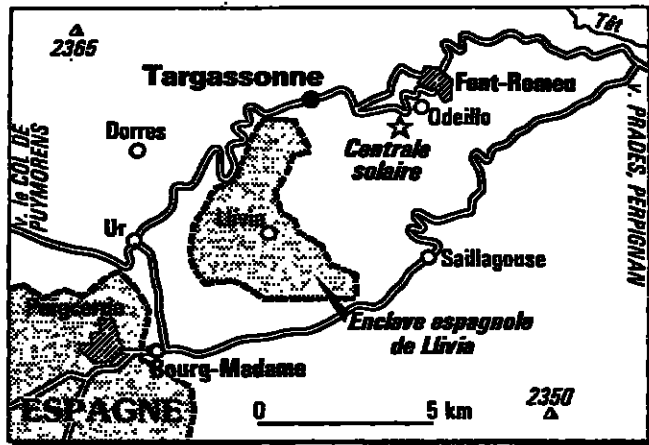 2365
Têt
Targassonne
Font-Romeu
Odeillo
Dorres
Centrale
solaire
v. le COL DE
PUYMORENS
v. PRADES, PERPIGNAN
Ur
Llivia
Saillagouse
Puigcerda
Enclave espagnole
de Llivia
Bourg-Madame
ESPAGNE
0 5 km
2350